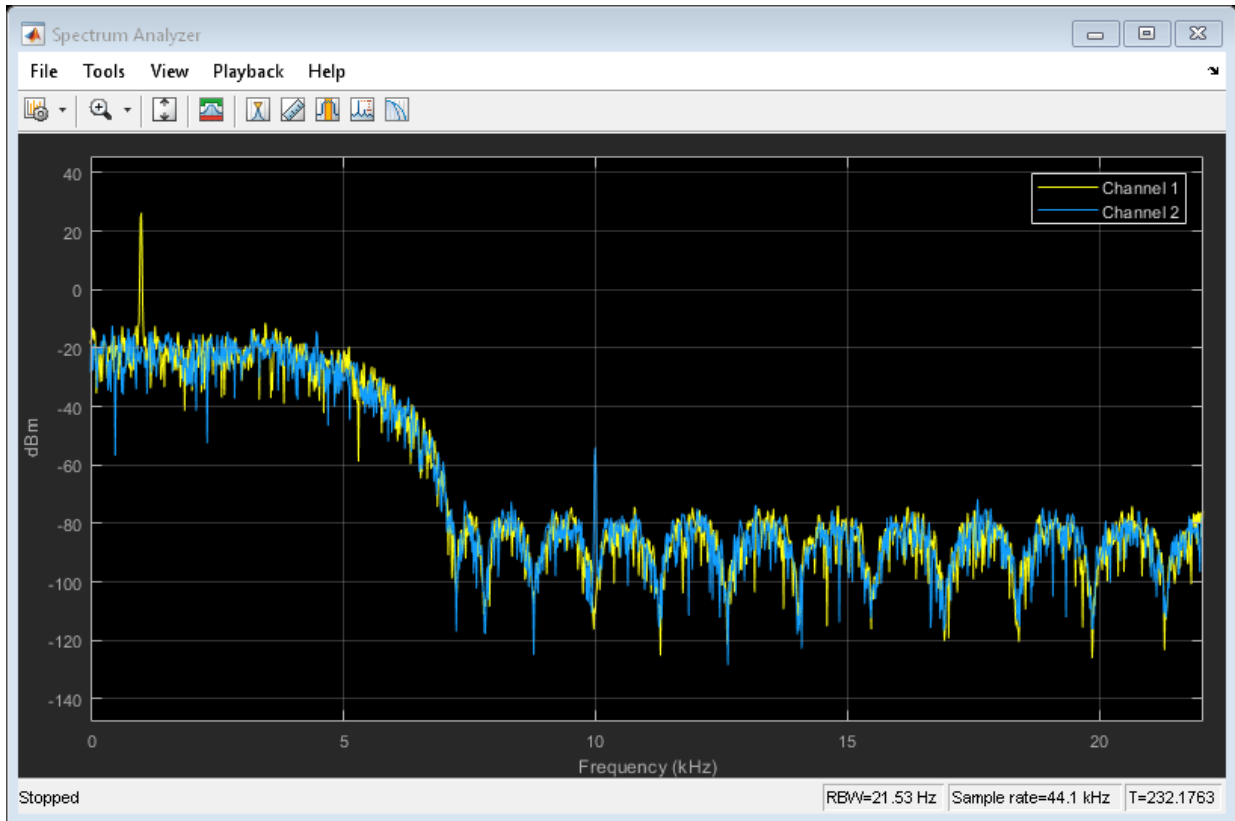 Spectrum Analyzer
File Tools View Playback Help
Channel 1
Channel 2
40
20
0
-20
-40
-60
-80
-100
-120
-140
dBm
0 5 10 15 20
Frequency (kHz)
Stopped RBW=21.53 Hz Sample rate=44.1 kHz T=232.1763